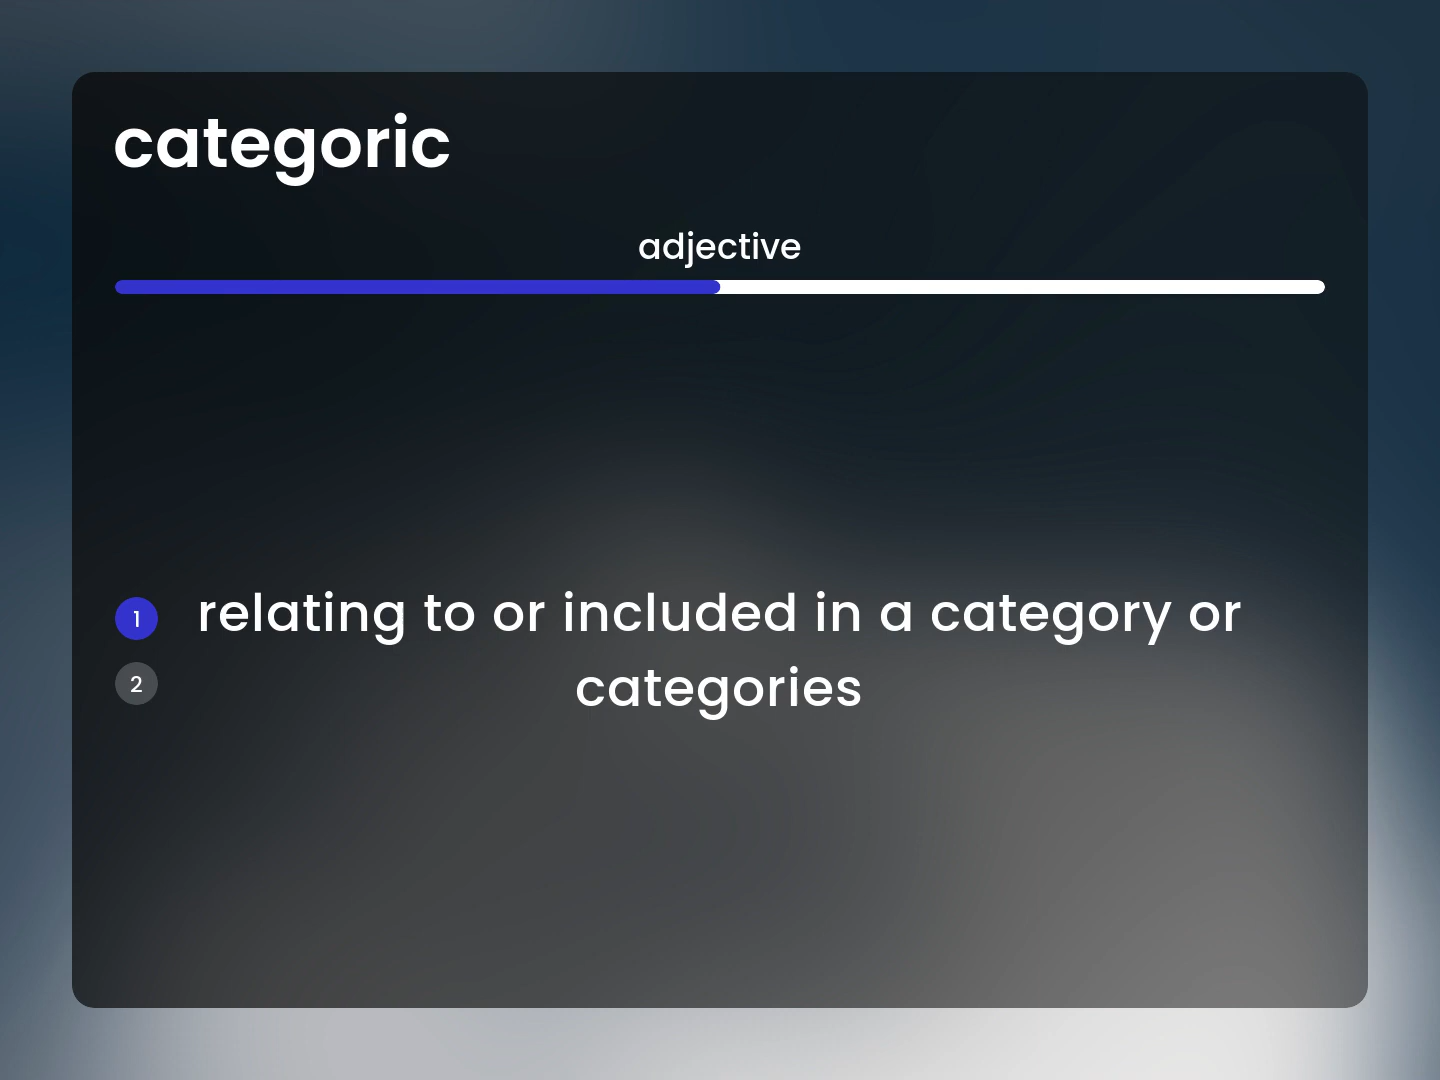 categoric
adjective
1
relating to or included in a category or
2
categories